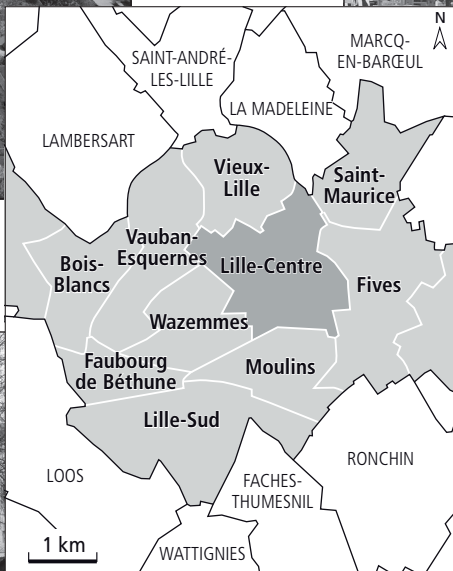 N
MARCQ-
EN-BARŒUL
SAINT-ANDRÉ-
LES-LILLE
LA MADELEINE
LAMBERSART
Vieux-
Lille
Saint-
Maurice
Vauban-
Esquernes
Bois-
Blancs
Lille-Centre
Fives
Wazemmes
Faubourg
de Béthune
Moulins
Lille-Sud
RONCHIN
LOOS
FACHES-
THUMESNIL
1 km
WATTIGNIES